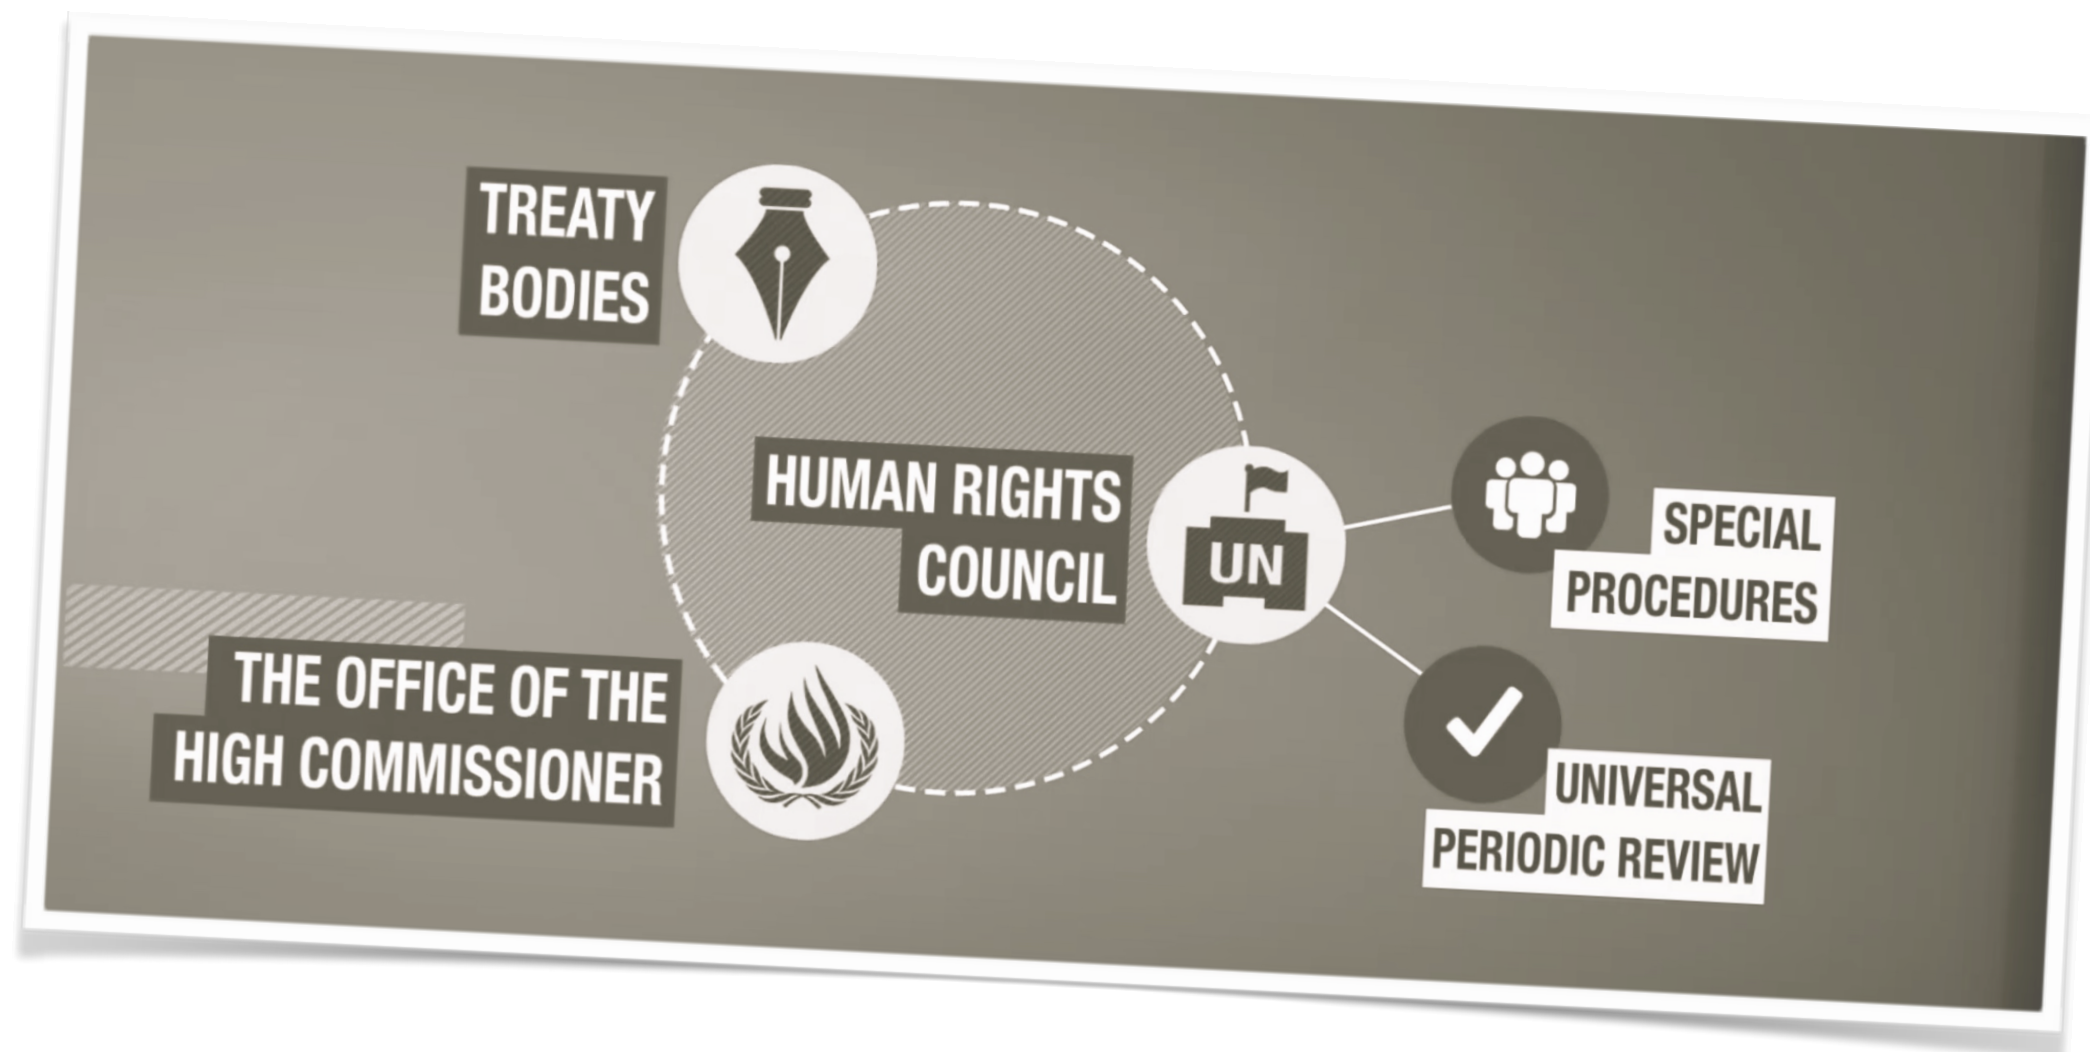 TREATY
BODIES
HUMAN RIGHTS
COUNCIL
UN
SPECIAL
PROCEDURES
THE OFFICE OF THE
HIGH COMMISSIONER
UNIVERSAL
PERIODIC REVIEW